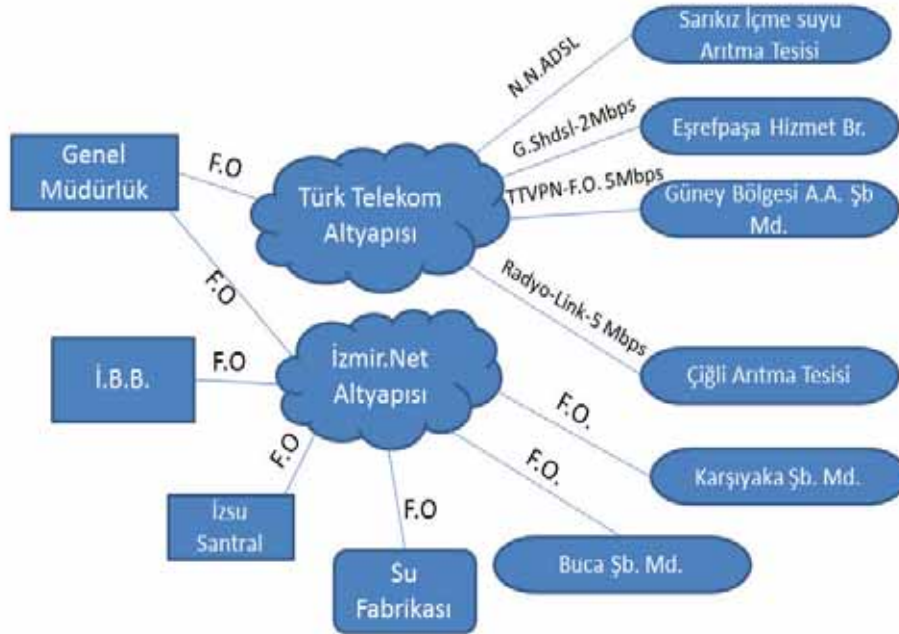 Sarıkız İçme suyu
Arıtma Tesisi
N.N.ADSL
Genel
Müdürlük
F.O
G.Shdsl-2Mbps
Eşrefpaşa Hizmet Br.
Türk Telekom
Altyapısı
TTVPN-F.O. 5Mbps
Güney Bölgesi A.A. Şb
Md.
F.O
Radyo-Link-5 Mbps
İ.B.B.
F.O
İzmir.Net
Altyapısı
Çiğli Arıtma Tesisi
F.O.
F.O
F.O.
Karşıyaka Şb. Md.
İzsu
Santral
F.O
Buca Şb. Md.
Su
Fabrikası